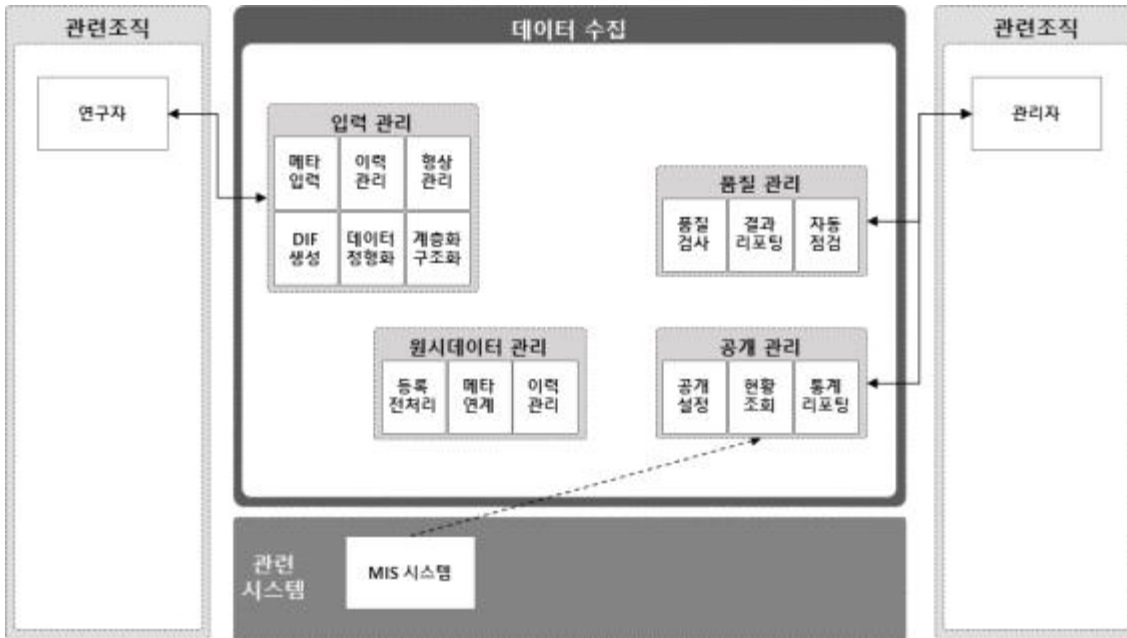 관련조직
연구자
데이터 수집
입력 관리
메타
입력
이력
관리
형상
관리
DIF
생성
데이터
정형화
계층화
구조화
원시데이터 관리
등록
전처리
메타
연계
이력
관리
품질 관리
품질
검사
결과
리포팅
자동
점검
공개 관리
공개
설정
현황
조회
통계
리포팅
관련조직
관리자
관련
시스템
MIS 시스템